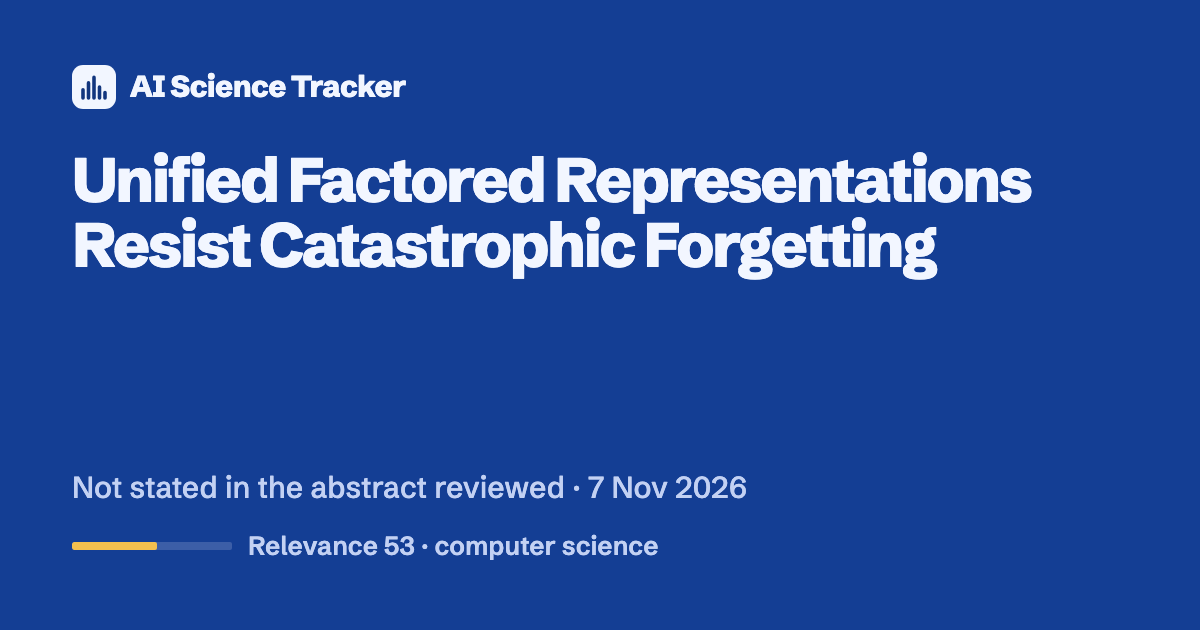 AI Science Tracker
Unified Factored Representations
Resist Catastrophic Forgetting
Not stated in the abstract reviewed · 7 Nov 2026
Relevance 53 · computer science